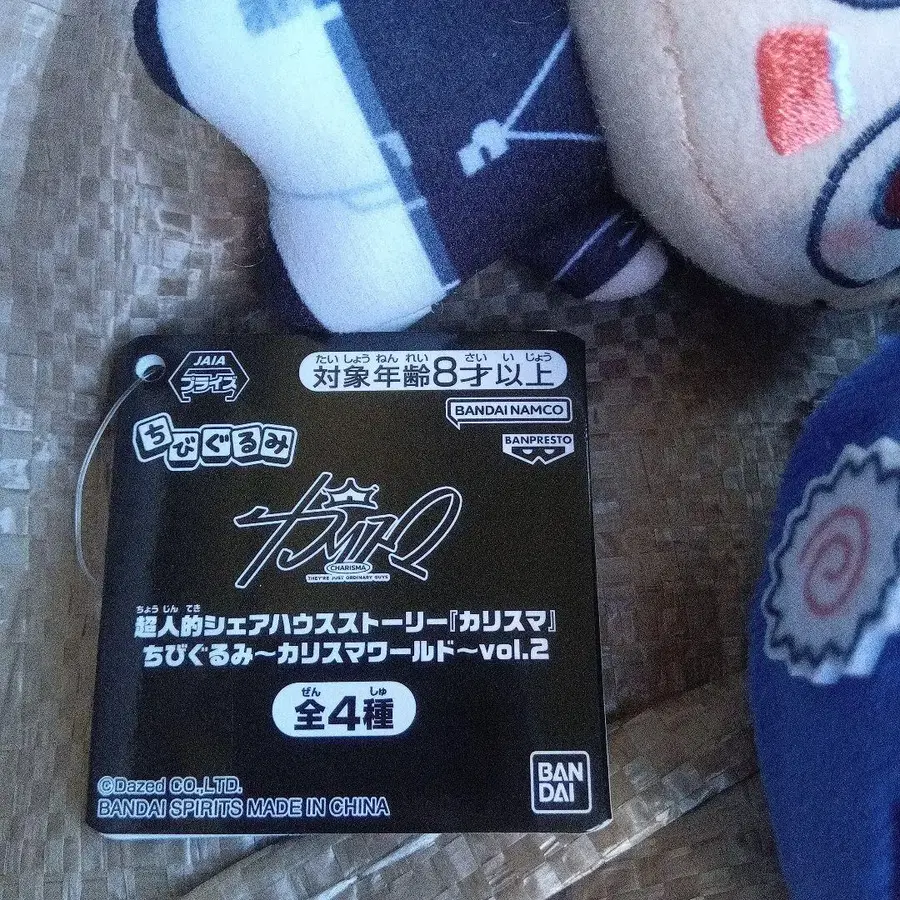 JAIA
プライズ
たいしょうねんれい さい いじょう
対象年齢8才以上
BANDAI NAMCO
BANPRESTO
ちびぐるみ
カリスマ
CHARISMA
THEY'RE JUST ORDINARY GUYS
ちょうじんてき
超人的シェアハウスストーリー『カリスマ』
ちびぐるみ～カリスマワールド～vol.2
ぜん しゅ
全4種
©Dazed CO.,LTD.
BANDAI SPIRITS MADE IN CHINA
BAN
DAI